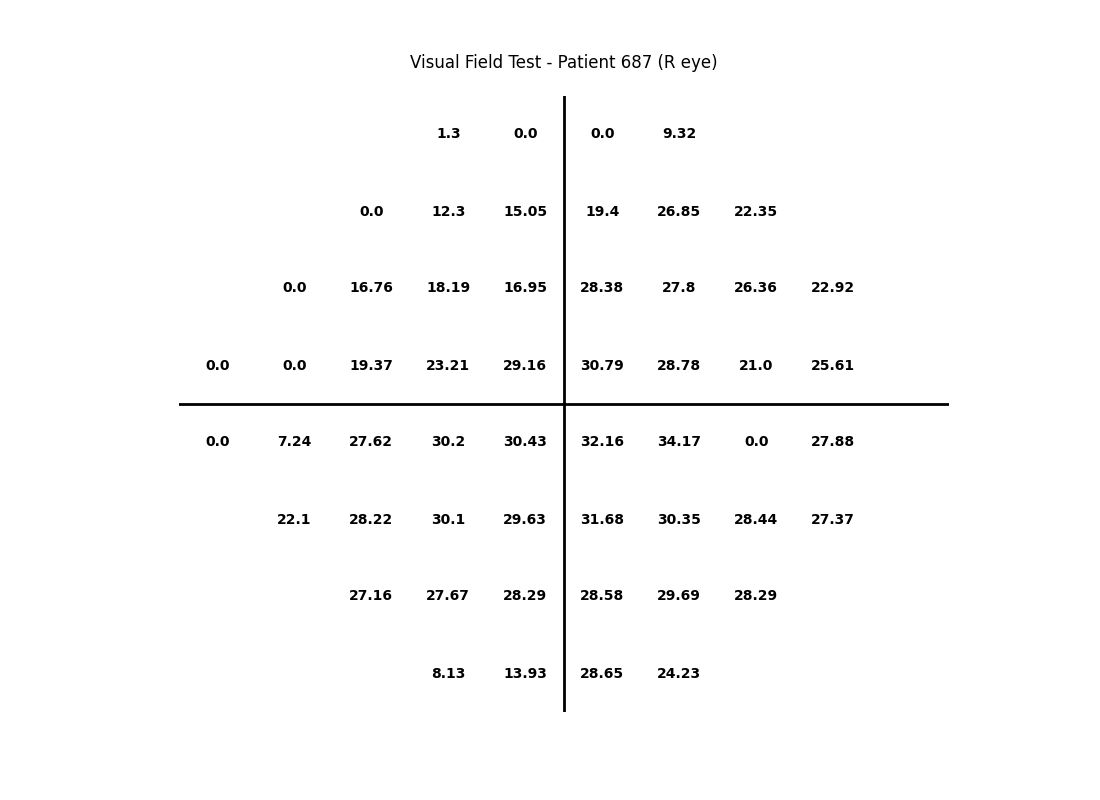 Visual Field Test - Patient 687 (R eye)
1.3 0.0 0.0 9.32
0.0 12.3 15.05 19.4 26.85 22.35
0.0 16.76 18.19 16.95 28.38 27.8 26.36 22.92
0.0 0.0 19.37 23.21 29.16 30.79 28.78 21.0 25.61
0.0 7.24 27.62 30.2 30.43 32.16 34.17 0.0 27.88
22.1 28.22 30.1 29.63 31.68 30.35 28.44 27.37
27.16 27.67 28.29 28.58 29.69 28.29
8.13 13.93 28.65 24.23